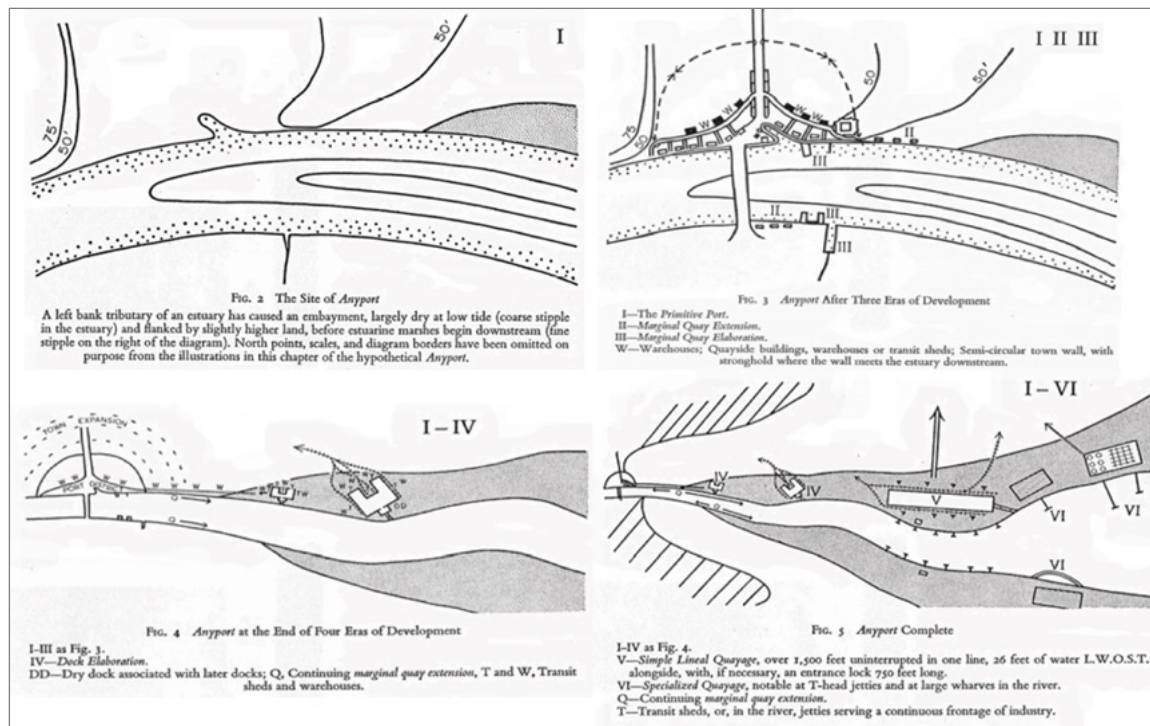 I
75'
50'
50'
FIG. 2 The Site of Anyport
A left bank tributary of an estuary has caused an embayment, largely dry at low tide (coarse stipple
in the estuary) and flanked by slightly higher land, before estuarine marshes begin downstream (fine
stipple on the right of the diagram). North points, scales, and diagram borders have been omitted on
purpose from the illustrations in this chapter of the hypothetical Anyport.
I II III
75
50'
50
50'
W
W
W
W
II
III
II
III
III
FIG. 3 Anyport After Three Eras of Development
I—The Primitive Port.
II—Marginal Quay Extension.
III—Marginal Quay Elaboration.
W—Warehouses; Quayside buildings, warehouses or transit sheds; Semi-circular town wall, with
stronghold where the wall meets the estuary downstream.
I – IV
TOWN EXPANSION
PORT DISTRICT
W W W W
Q
DD
Q
FIG. 4 Anyport at the End of Four Eras of Development
I–III as Fig. 3.
IV—Dock Elaboration.
DD—Dry dock associated with later docks; Q, Continuing marginal quay extension, T and W, Transit
sheds and warehouses.
I – VI
IV
IV
Q
Q
V
VI
VI
VI
FIG. 5 Anyport Complete
I–IV as Fig. 4.
V—Simple Lineal Quayage, over 1,500 feet uninterrupted in one line, 26 feet of water L.W.O.S.T.
alongside, with, if necessary, an entrance lock 750 feet long.
VI—Specialized Quayage, notable at T-head jetties and at large wharves in the river.
Q—Continuing marginal quay extension.
T—Transit sheds, or, in the river, jetties serving a continuous frontage of industry.